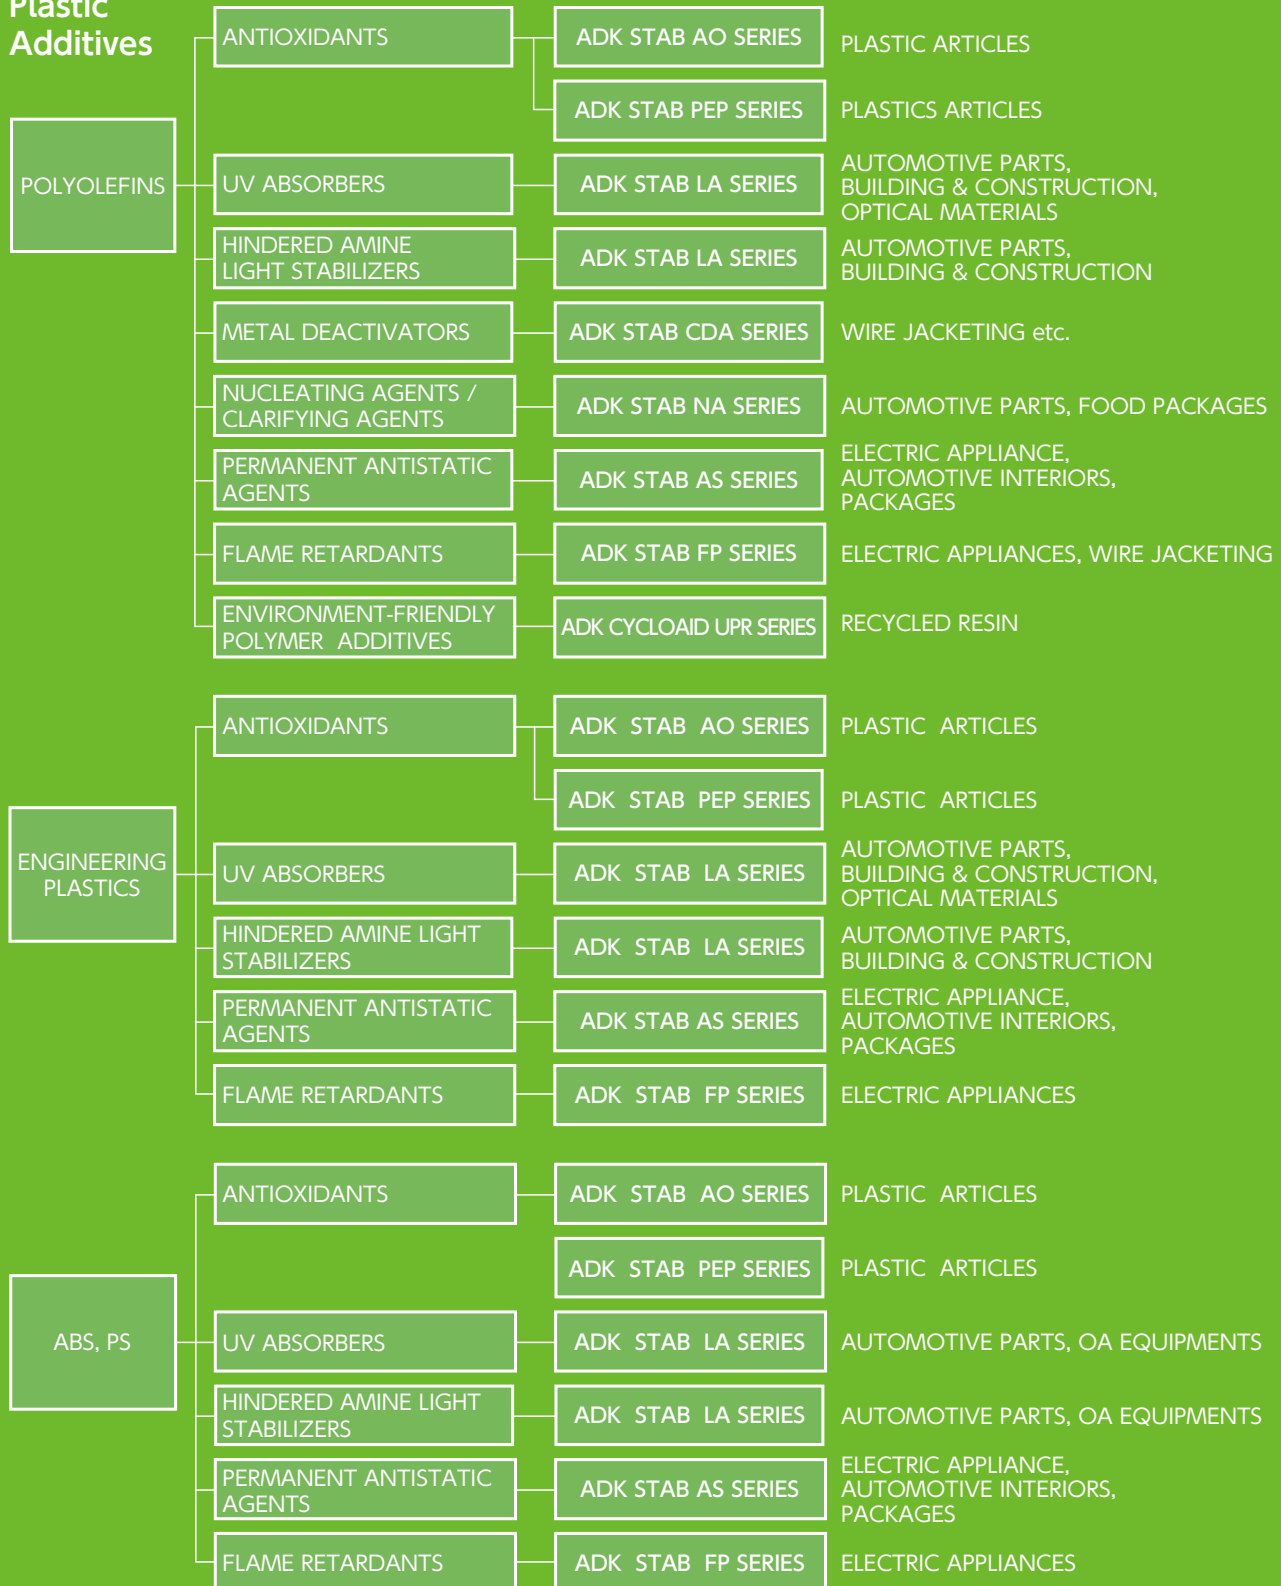 Plastic
Additives
ANTIOXIDANTS
ADK STAB AO SERIES
PLASTIC ARTICLES
ADK STAB PEP SERIES
PLASTICS ARTICLES
POLYOLEFINS
UV ABSORBERS
ADK STAB LA SERIES
AUTOMOTIVE PARTS,
BUILDING & CONSTRUCTION,
OPTICAL MATERIALS
HINDERED AMINE
LIGHT STABILIZERS
ADK STAB LA SERIES
AUTOMOTIVE PARTS,
BUILDING & CONSTRUCTION
METAL DEACTIVATORS
ADK STAB CDA SERIES
WIRE JACKETING etc.
NUCLEATING AGENTS /
CLARIFYING AGENTS
ADK STAB NA SERIES
AUTOMOTIVE PARTS, FOOD PACKAGES
PERMANENT ANTISTATIC
AGENTS
ADK STAB AS SERIES
ELECTRIC APPLIANCE,
AUTOMOTIVE INTERIORS,
PACKAGES
FLAME RETARDANTS
ADK STAB FP SERIES
ELECTRIC APPLIANCES, WIRE JACKETING
ENVIRONMENT-FRIENDLY
POLYMER ADDITIVES
ADK CYCLOAID UPR SERIES
RECYCLED RESIN
ANTIOXIDANTS
ADK STAB AO SERIES
PLASTIC ARTICLES
ADK STAB PEP SERIES
PLASTIC ARTICLES
ENGINEERING
PLASTICS
UV ABSORBERS
ADK STAB LA SERIES
AUTOMOTIVE PARTS,
BUILDING & CONSTRUCTION,
OPTICAL MATERIALS
HINDERED AMINE LIGHT
STABILIZERS
ADK STAB LA SERIES
AUTOMOTIVE PARTS,
BUILDING & CONSTRUCTION
PERMANENT ANTISTATIC
AGENTS
ADK STAB AS SERIES
ELECTRIC APPLIANCE,
AUTOMOTIVE INTERIORS,
PACKAGES
FLAME RETARDANTS
ADK STAB FP SERIES
ELECTRIC APPLIANCES
ANTIOXIDANTS
ADK STAB AO SERIES
PLASTIC ARTICLES
ADK STAB PEP SERIES
PLASTIC ARTICLES
ABS, PS
UV ABSORBERS
ADK STAB LA SERIES
AUTOMOTIVE PARTS, OA EQUIPMENTS
HINDERED AMINE LIGHT
STABILIZERS
ADK STAB LA SERIES
AUTOMOTIVE PARTS, OA EQUIPMENTS
PERMANENT ANTISTATIC
AGENTS
ADK STAB AS SERIES
ELECTRIC APPLIANCE,
AUTOMOTIVE INTERIORS,
PACKAGES
FLAME RETARDANTS
ADK STAB FP SERIES
ELECTRIC APPLIANCES